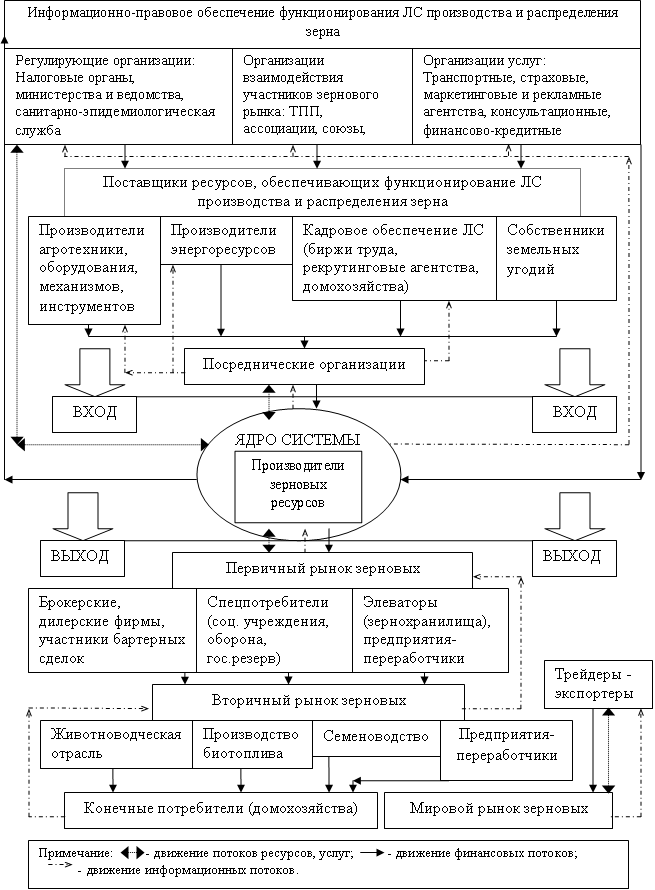 Информационно-правовое обеспечение функционирования ЛС производства и распределения
зерна
Регулирующие организации:
Налоговые органы,
министерства и ведомства,
санитарно-эпидемиологическая
служба
Организации
взаимодействия
участников зернового
рынка: ТПП,
ассоциации, союзы,
Организации услуг:
Транспортные, страховые,
маркетинговые и рекламные
агентства, консультационные,
финансово-кредитные
Поставщики ресурсов, обеспечивающих функционирование ЛС
производства и распределения зерна
Производители
агротехники,
оборудования,
механизмов,
инструментов
Производители
энергоресурсов
Кадровое обеспечение ЛС
(биржи труда,
рекрутинговые агентства,
домохозяйства)
Собственники
земельных
угодий
Посреднические организации
ВХОД
ВХОД
ЯДРО СИСТЕМЫ
Производители
зерновых
ресурсов
ВЫХОД
ВЫХОД
Первичный рынок зерновых
Брокерские,
дилерские фирмы,
участники бартерных
сделок
Спецпотребители
(соц. учреждения,
оборона,
гос.резерв)
Элеваторы
(зернохранилища),
предприятия-
переработчики
Трейдеры -
экспортеры
Вторичный рынок зерновых
Животноводческая
отрасль
Производство
биотоплива
Семеноводство
Предприятия-
переработчики
Конечные потребители (домохозяйства)
Мировой рынок зерновых
Примечание: - движение потоков ресурсов, услуг; - движение финансовых потоков;
- движение информационных потоков.